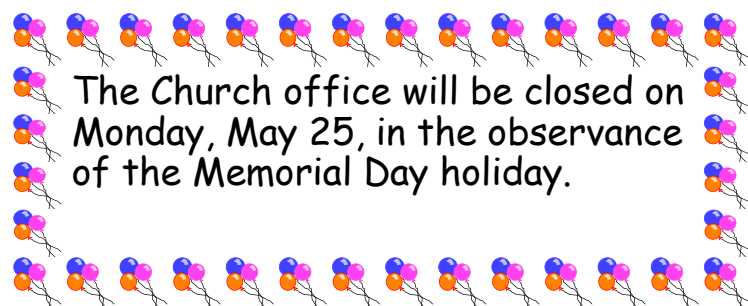 The Church office will be closed on
Monday, May 25, in the observance
of the Memorial Day holiday.